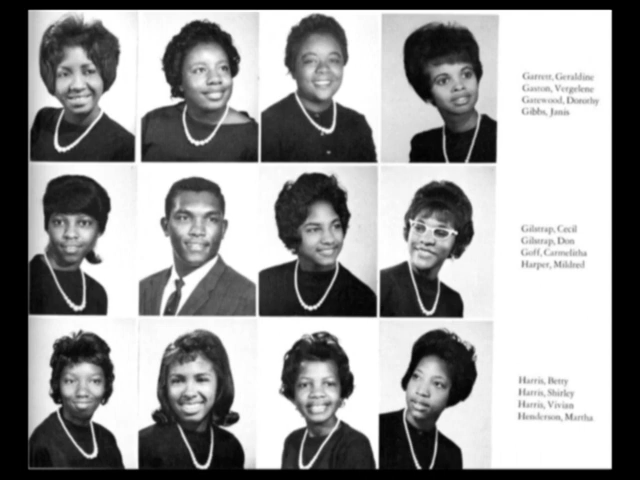 Garrett, Geraldine
Gaston, Vergelene
Gatewood, Dorothy
Gibbs, Janis
Gilstrap, Cecil
Gilstrap, Don
Goff, Carmelitha
Harper, Mildred
Harris, Betty
Harris, Shirley
Harris, Vivian
Henderson, Martha